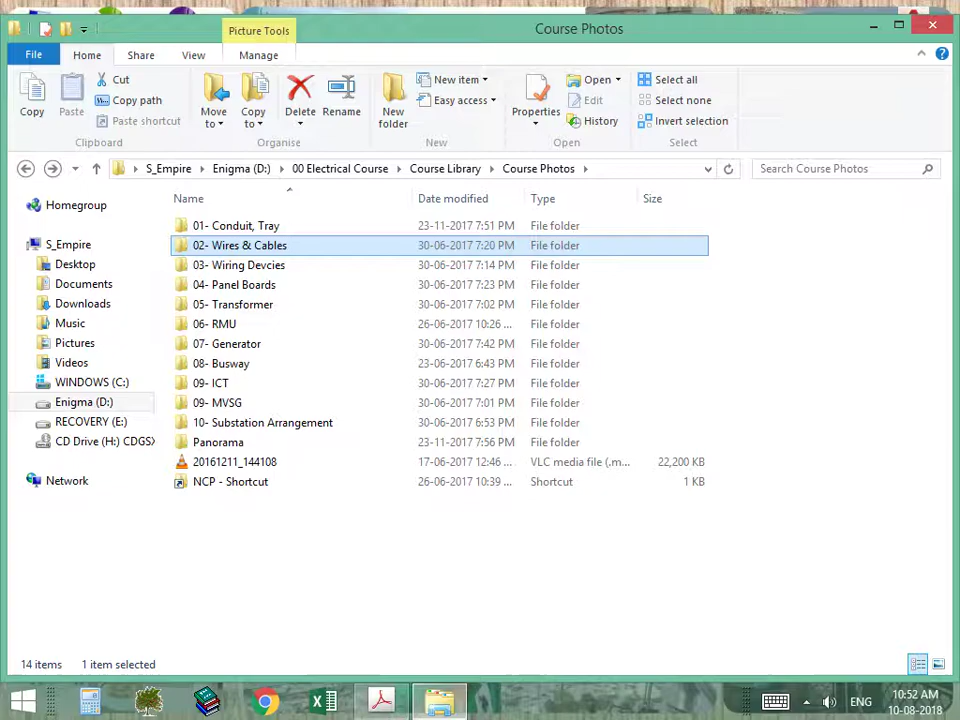 Picture Tools
Course Photos
File Home Share View Manage
Copy
Paste
Cut
Copy path
Paste shortcut
Clipboard
Move to
Copy to
Delete
Rename
Organise
New folder
New item
Easy access
New
Properties
Open
Edit
History
Open
Select all
Select none
Invert selection
Select
S_Empire Enigma (D:) 00 Electrical Course Course Library Course Photos
Search Course Photos
Homegroup
S_Empire
Desktop
Documents
Downloads
Music
Pictures
Videos
WINDOWS (C:)
Enigma (D:)
RECOVERY (E:)
CD Drive (H:) CDGS)
Network
Name Date modified Type Size
01- Conduit, Tray 23-11-2017 7:51 PM File folder
02- Wires & Cables 30-06-2017 7:20 PM File folder
03- Wiring Devcies 30-06-2017 7:14 PM File folder
04- Panel Boards 30-06-2017 7:23 PM File folder
05- Transformer 30-06-2017 7:02 PM File folder
06- RMU 26-06-2017 10:26 ... File folder
07- Generator 30-06-2017 7:42 PM File folder
08- Busway 23-06-2017 6:43 PM File folder
09- ICT 30-06-2017 7:27 PM File folder
09- MVSG 30-06-2017 7:01 PM File folder
10- Substation Arrangement 30-06-2017 6:53 PM File folder
Panorama 23-11-2017 7:56 PM File folder
20161211_144108 17-06-2017 12:46 ... VLC media file (.m... 22,200 KB
NCP - Shortcut 26-06-2017 10:39 ... Shortcut 1 KB
14 items 1 item selected
ENG
10:52 AM
10-08-2018